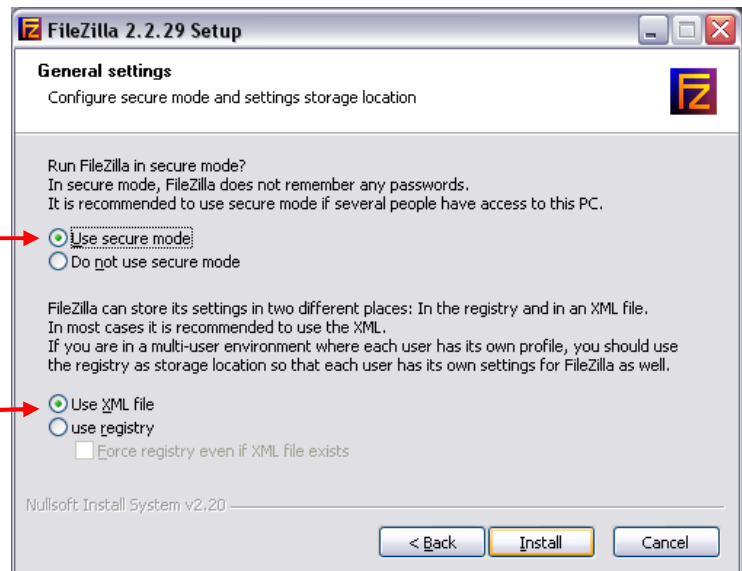 FileZilla 2.2.29 Setup
General settings
Configure secure mode and settings storage location
FZ
Run FileZilla in secure mode?
In secure mode, FileZilla does not remember any passwords.
It is recommended to use secure mode if several people have access to this PC.
Use secure mode
Do not use secure mode
FileZilla can store its settings in two different places: In the registry and in an XML file.
In most cases it is recommended to use the XML.
If you are in a multi-user environment where each user has its own profile, you should use
the registry as storage location so that each user has its own settings for FileZilla as well.
Use XML file
use registry
Force registry even if XML file exists
Nullsoft Install System v2.20
< Back Install Cancel